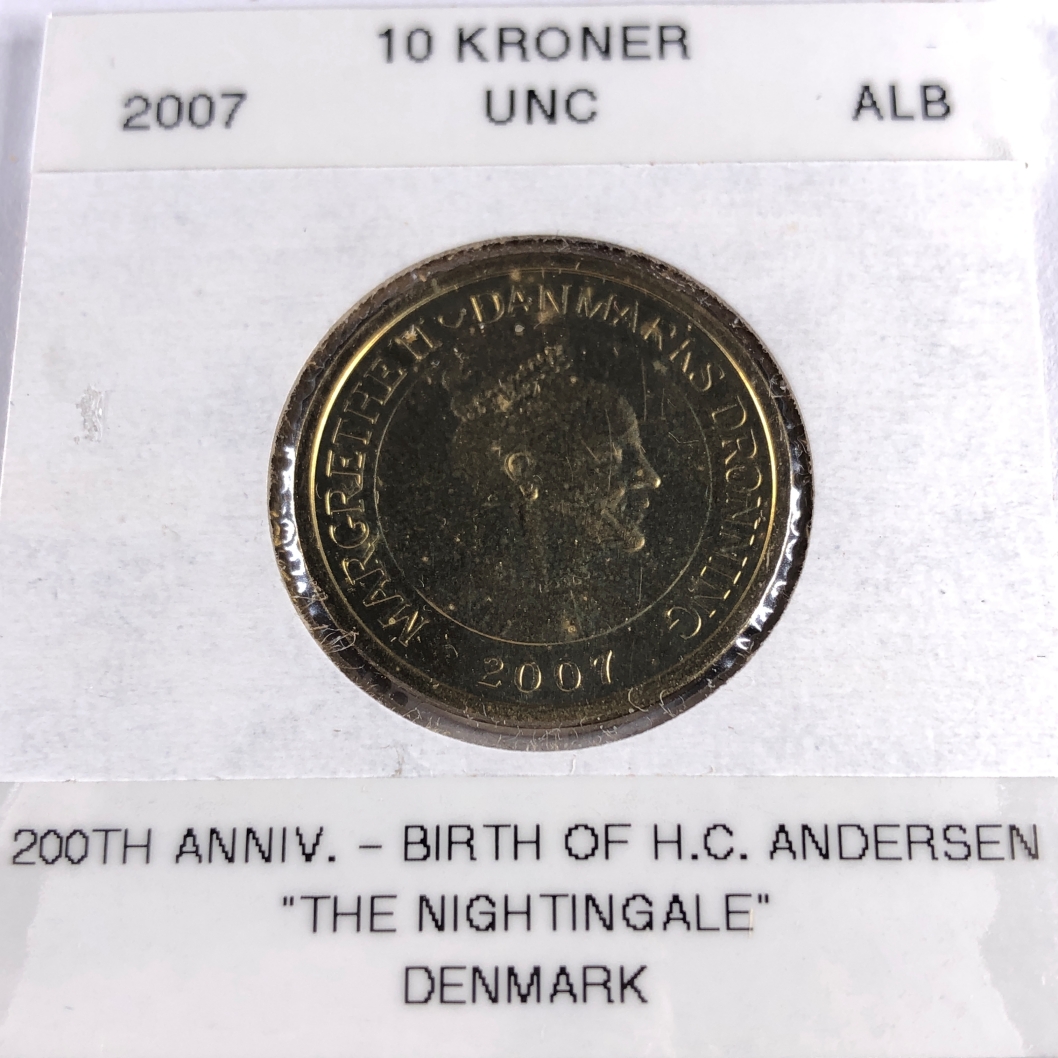 10 KRONER
2007 UNC ALB
MARGRETHE II DANMARKS DRONNING
2007
200TH ANNIV. – BIRTH OF H.C. ANDERSEN
"THE NIGHTINGALE"
DENMARK